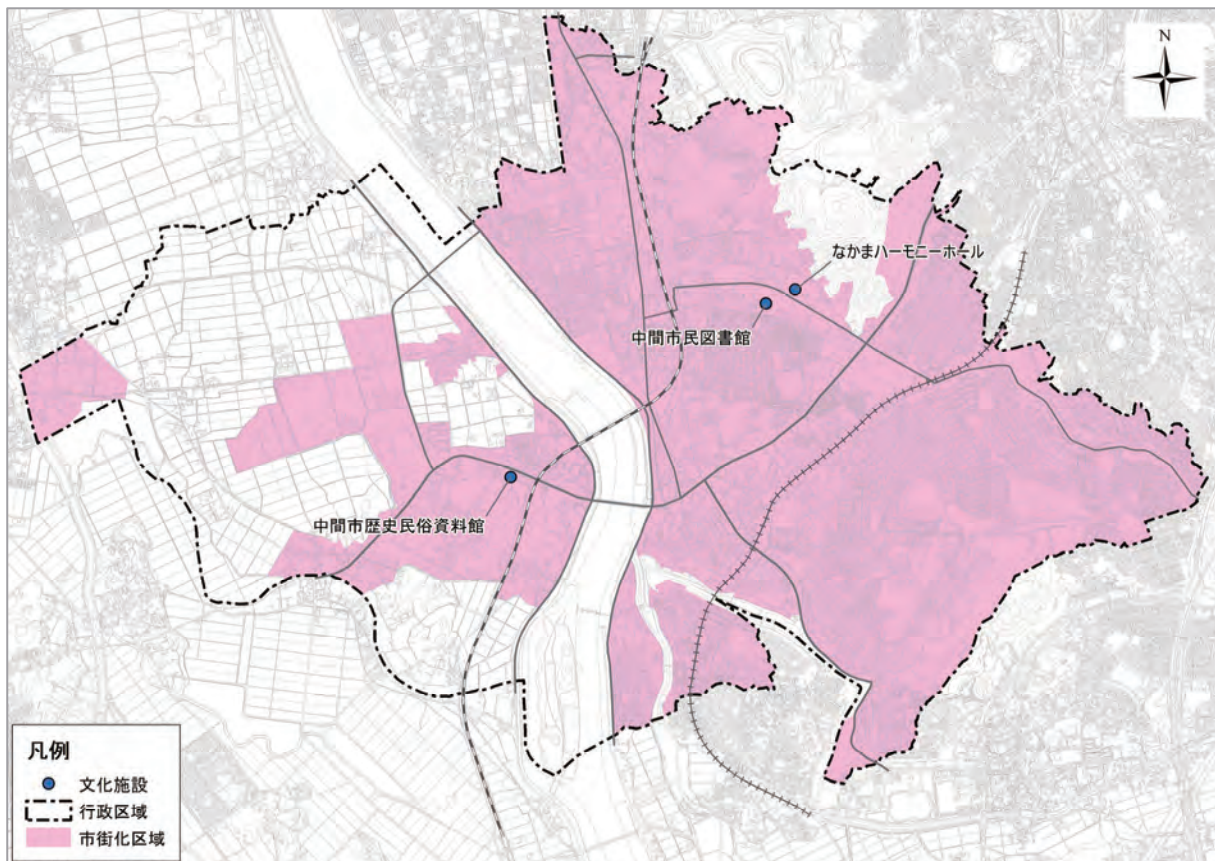 N
なかまハーモニーホール
中間市民図書館
中間市歴史民俗資料館
凡例
文化施設
行政区域
市街化区域